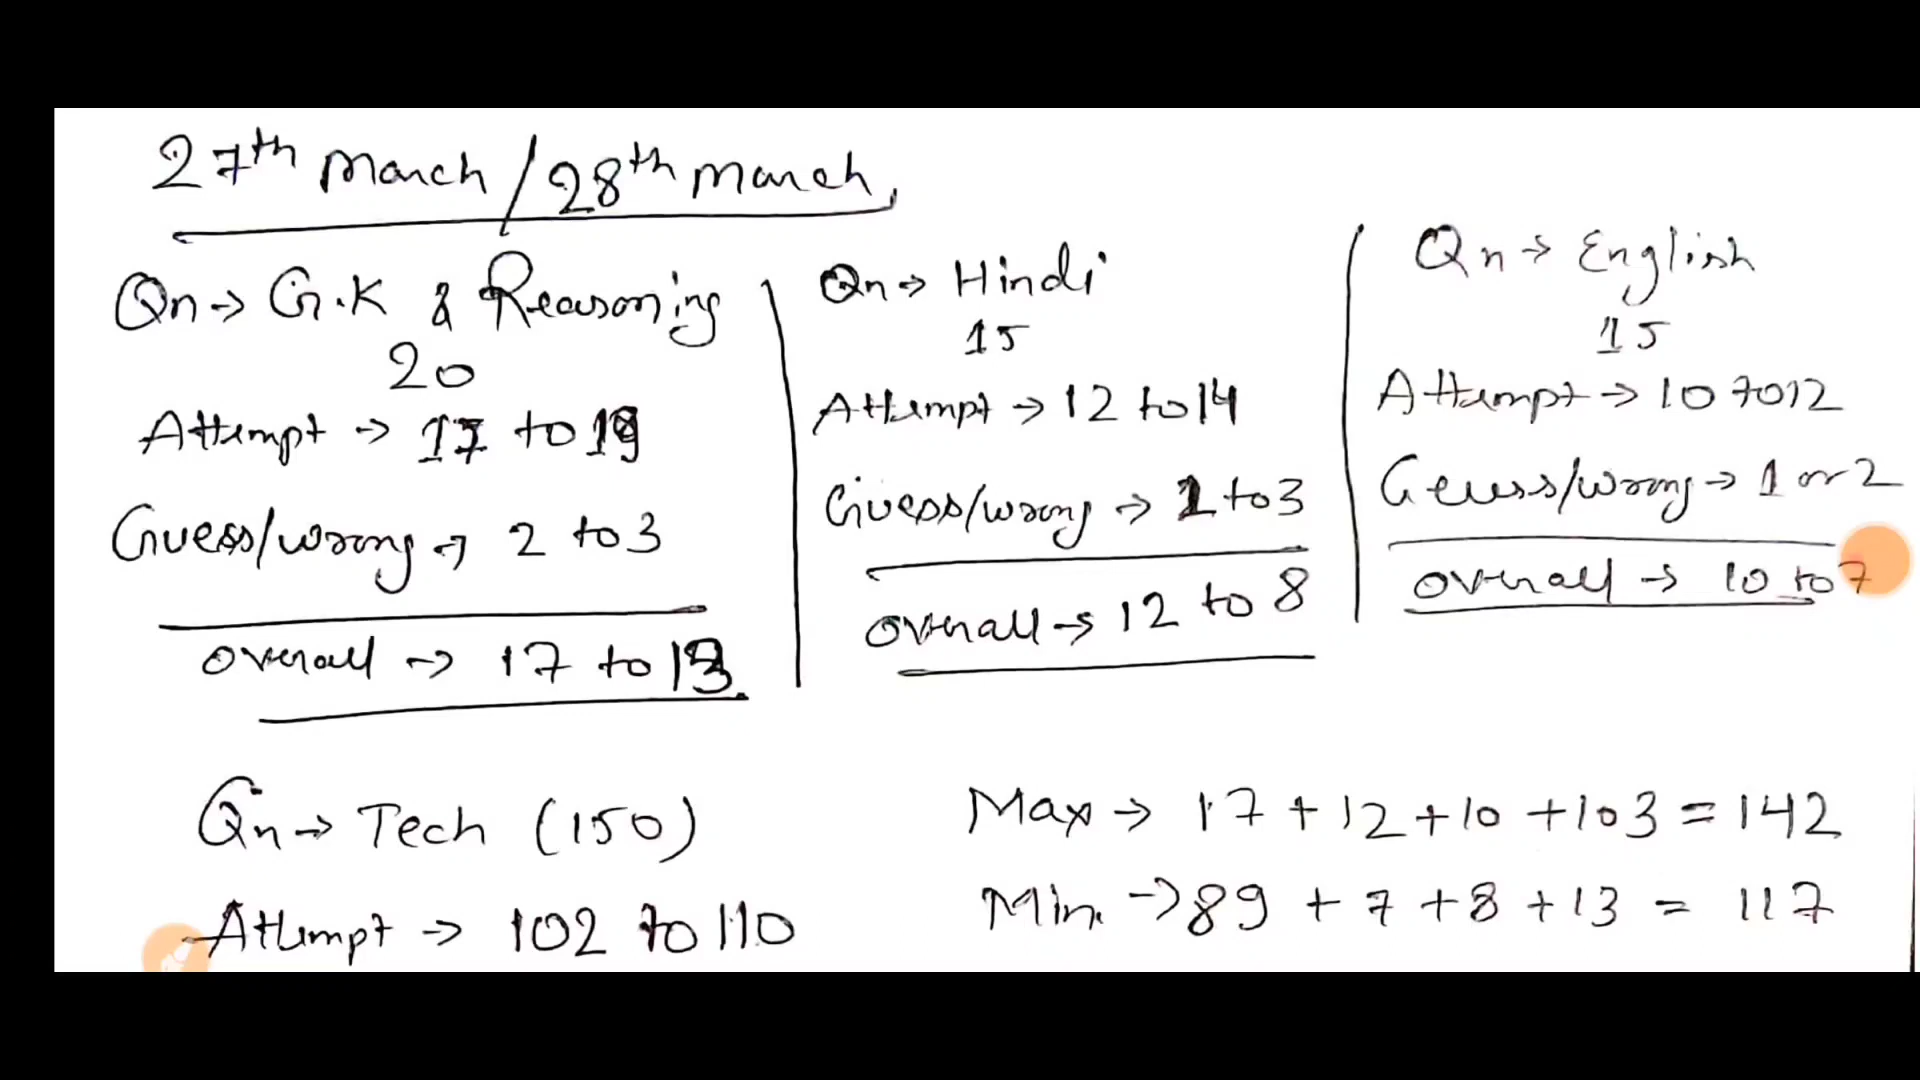 27th March / 28th March,
Qn → G.K & Reasoning
20
Attempt → 17 to 19
Guess/wrong → 2 to 3
Overall → 17 to 13.
Qn → Hindi
15
Attempt → 12 to 14
Guess/wrong → to 3
Overall → 12 to 8
Qn → English
15
Attempt → 10 to 12
Guess/wrong → 1 or 2
Overall → 10 to 7
Qn → Tech (150)
Attempt → 102 to 110
Max → 17 + 12 + 10 + 103 = 142
Min. → 89 + 7 + 8 + 13 = 117